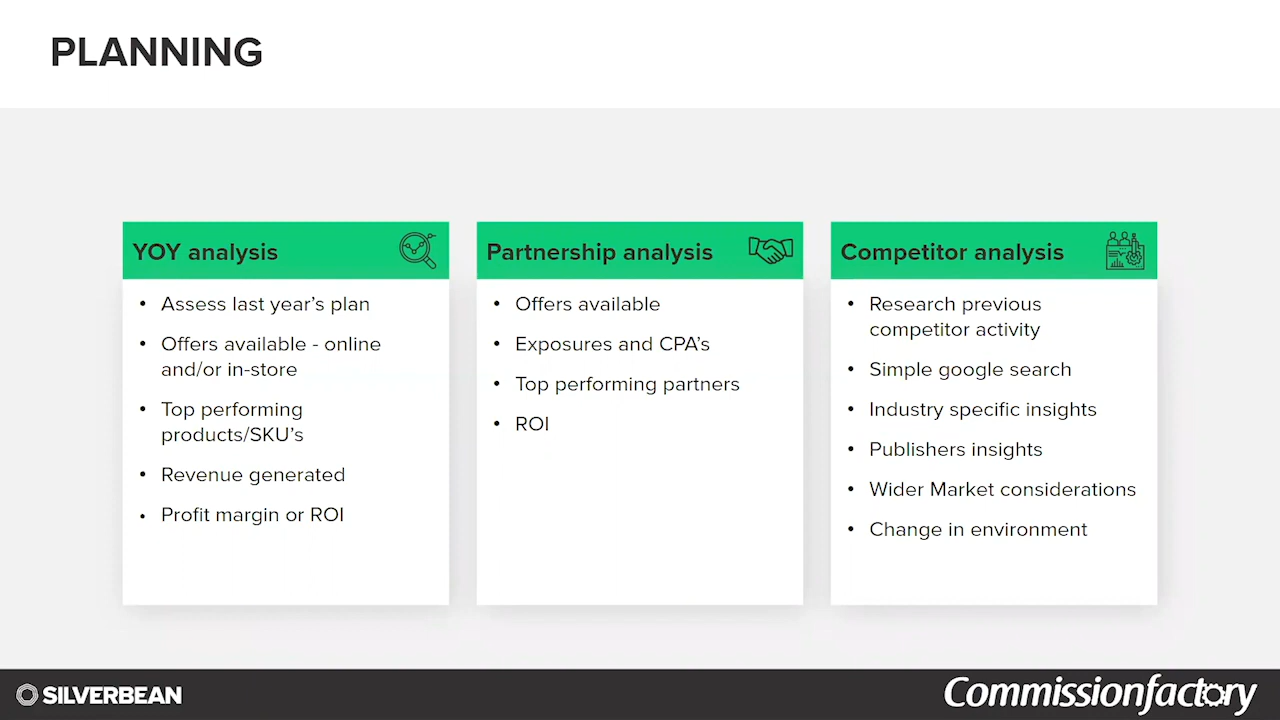 PLANNING
YOY analysis
• Assess last year's plan
• Offers available - online
and/or in-store
• Top performing
products/SKU's
• Revenue generated
• Profit margin or ROI
Partnership analysis
• Offers available
• Exposures and CPA's
• Top performing partners
• ROI
Competitor analysis
• Research previous
competitor activity
• Simple google search
• Industry specific insights
• Publishers insights
• Wider Market considerations
• Change in environment
SILVERBEAN
Commissionfactory